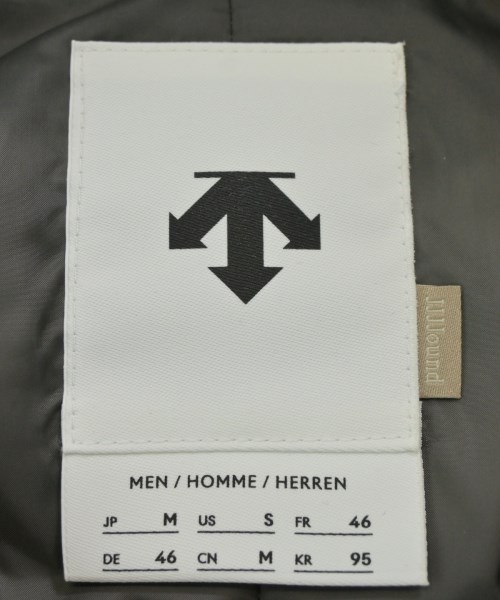 MEN / HOMME / HERREN
JP M US S FR 46
DE 46 CN M KR 95